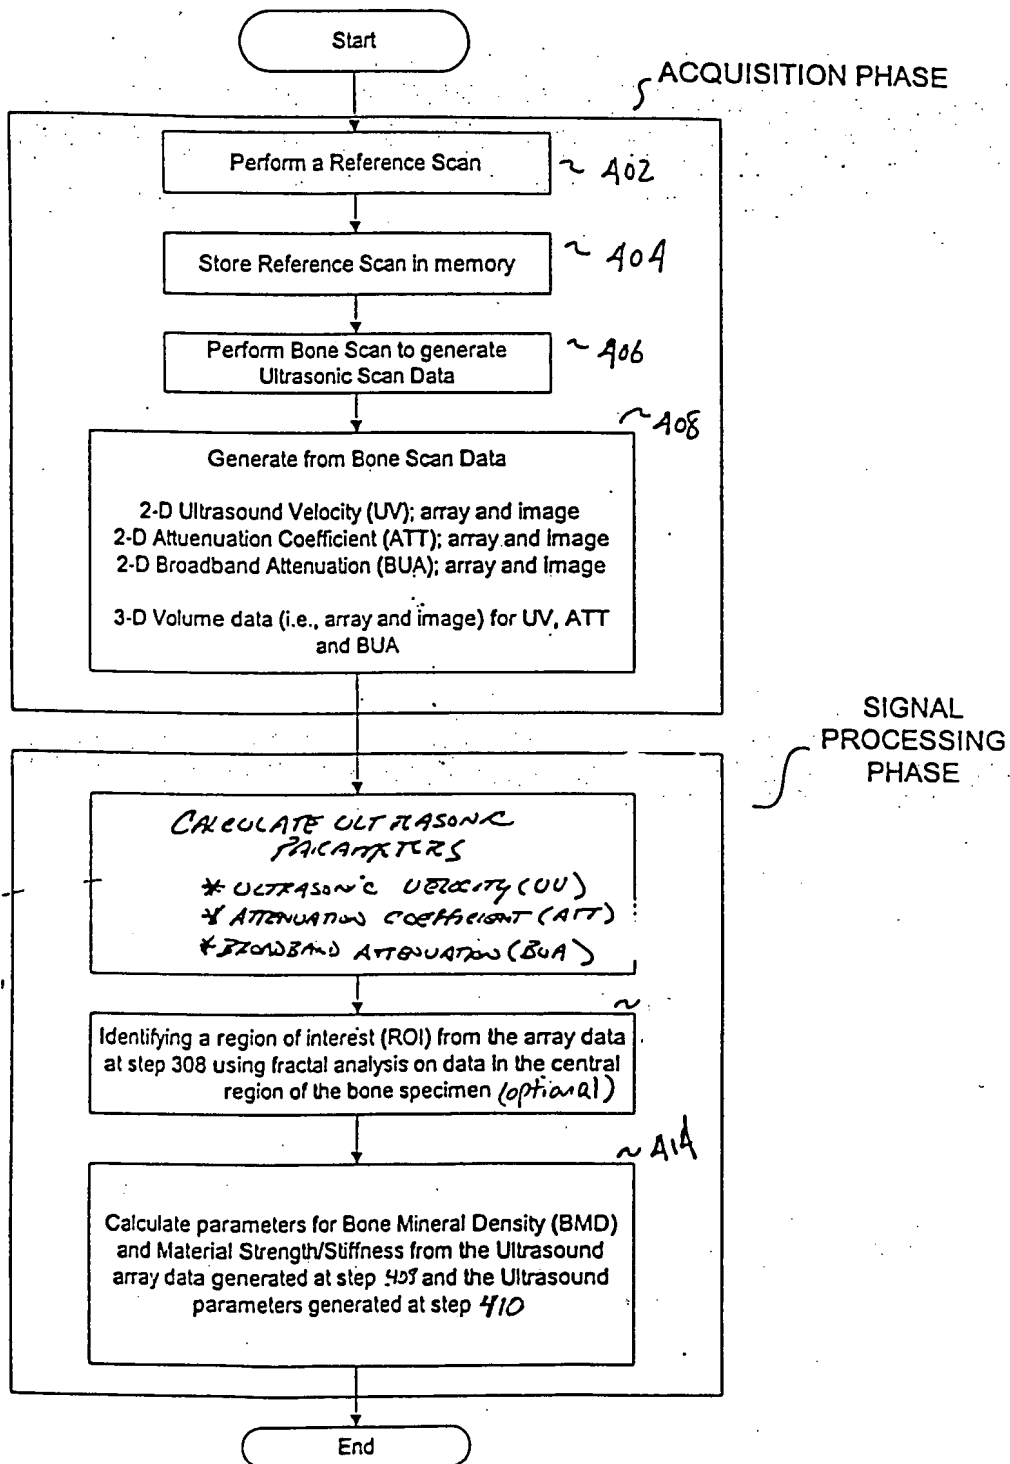 Start
ACQUISITION PHASE
Perform a Reference Scan
~ 402
Store Reference Scan in memory
~ 404
Perform Bone Scan to generate
Ultrasonic Scan Data
~ 406
~ 408
Generate from Bone Scan Data
2-D Ultrasound Velocity (UV); array and image
2-D Attuenuation Coefficient (ATT); array and image
2-D Broadband Attenuation (BUA); array and image
3-D Volume data (i.e., array and image) for UV, ATT
and BUA
SIGNAL
PROCESSING
PHASE
CALCULATE ULTRASONIC
PARAMETERS
* ULTRASONIC VELOCITY (UV)
* ATTENUATION COEFFICIENT (ATT)
* BROADBAND ATTENUATION (BUA)
~
Identifying a region of interest (ROI) from the array data
at step 308 using fractal analysis on data in the central
region of the bone specimen (optional)
~ 414
Calculate parameters for Bone Mineral Density (BMD)
and Material Strength/Stiffness from the Ultrasound
array data generated at step 408 and the Ultrasound
parameters generated at step 410
End